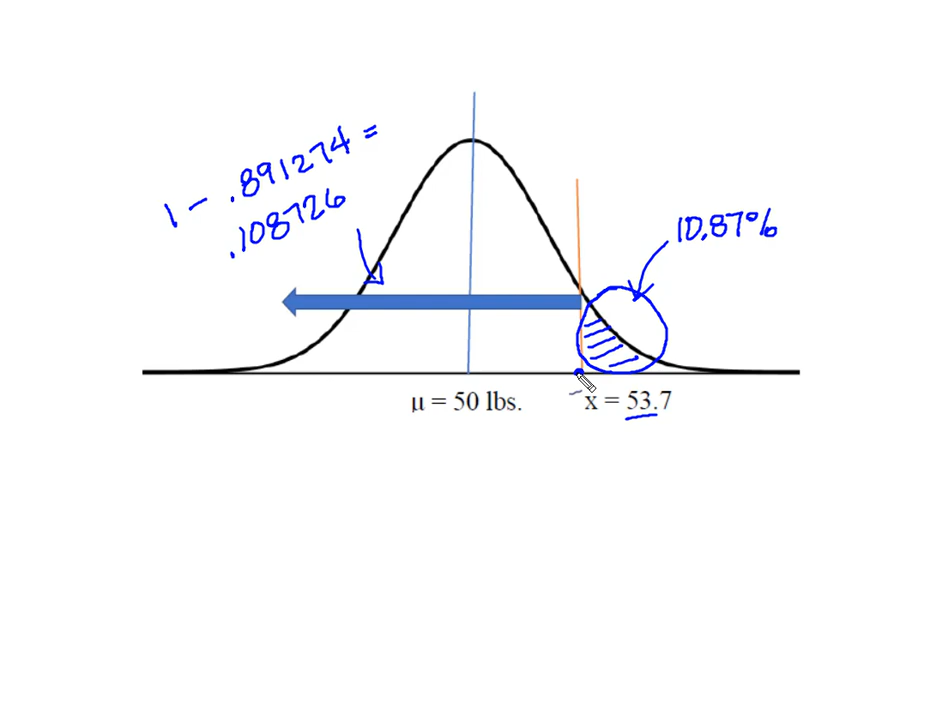 1 - .891274 =
.108726
10.87%
μ = 50 lbs.
x = 53.7